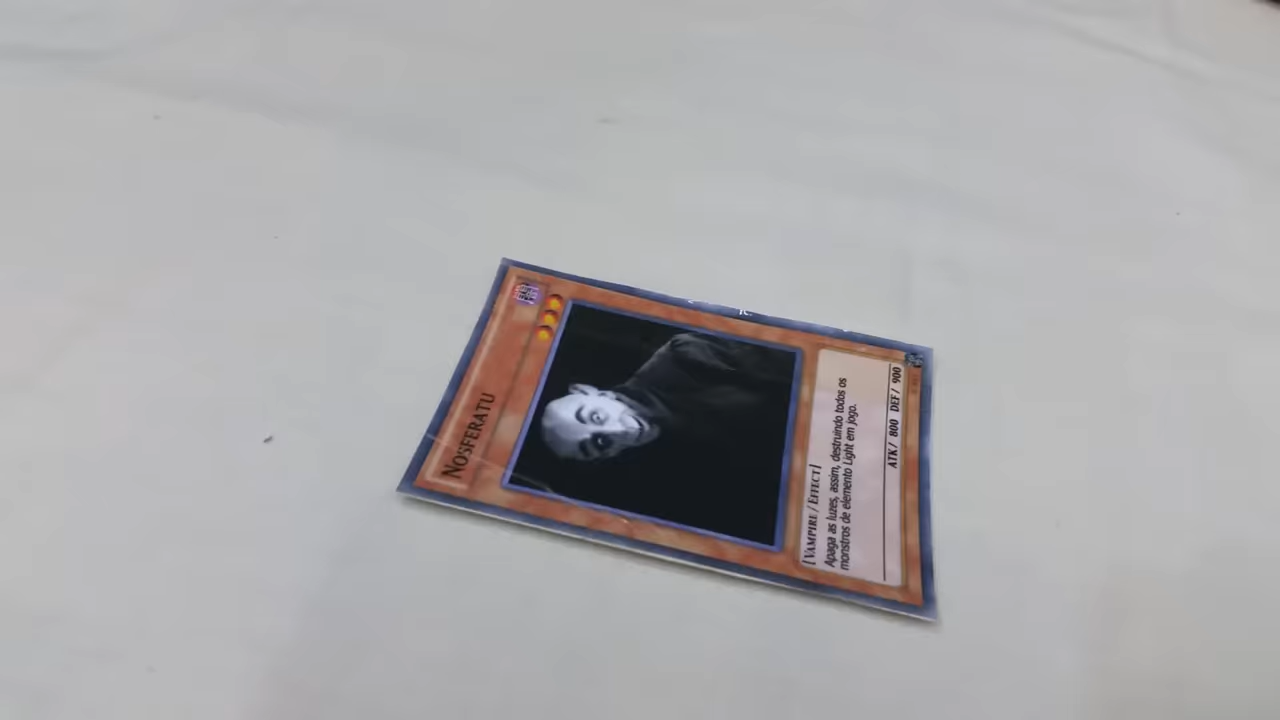 NOSFERATU
[VAMPIRE/EFFECT]
Apaga as luzes, assim, destruindo todos os
monstros de elemento Light em jogo.
ATK/ 800 DEF/ 900